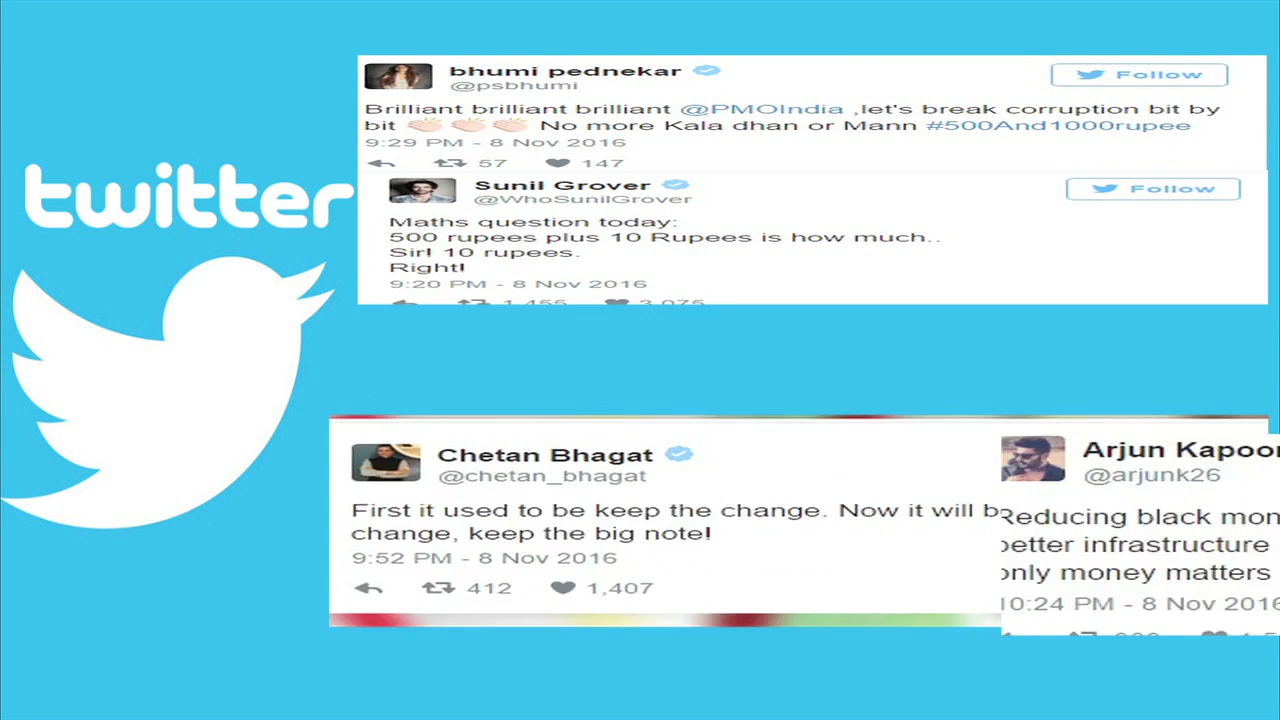 twitter
bhumi pednekar
Follow
@psbhumi
Brilliant brilliant brilliant @PMOIndia ,let's break corruption bit by
bit 👏🏻 👏🏻 👏🏻 No more Kala dhan or Mann #500And1000rupee
9:29 PM - 8 Nov 2016
57 147
Sunil Grover
Follow
@WhoSunilGrover
Maths question today:
500 rupees plus 10 Rupees is how much..
Sir! 10 rupees.
Right!
9:20 PM - 8 Nov 2016
1,455 3,075
Chetan Bhagat
@chetan_bhagat
First it used to be keep the change. Now it will b
change, keep the big note!
9:52 PM - 8 Nov 2016
412 1,407
Arjun Kapoor
@arjunk26
Reducing black mon
better infrastructure
only money matters
10:24 PM - 8 Nov 2016